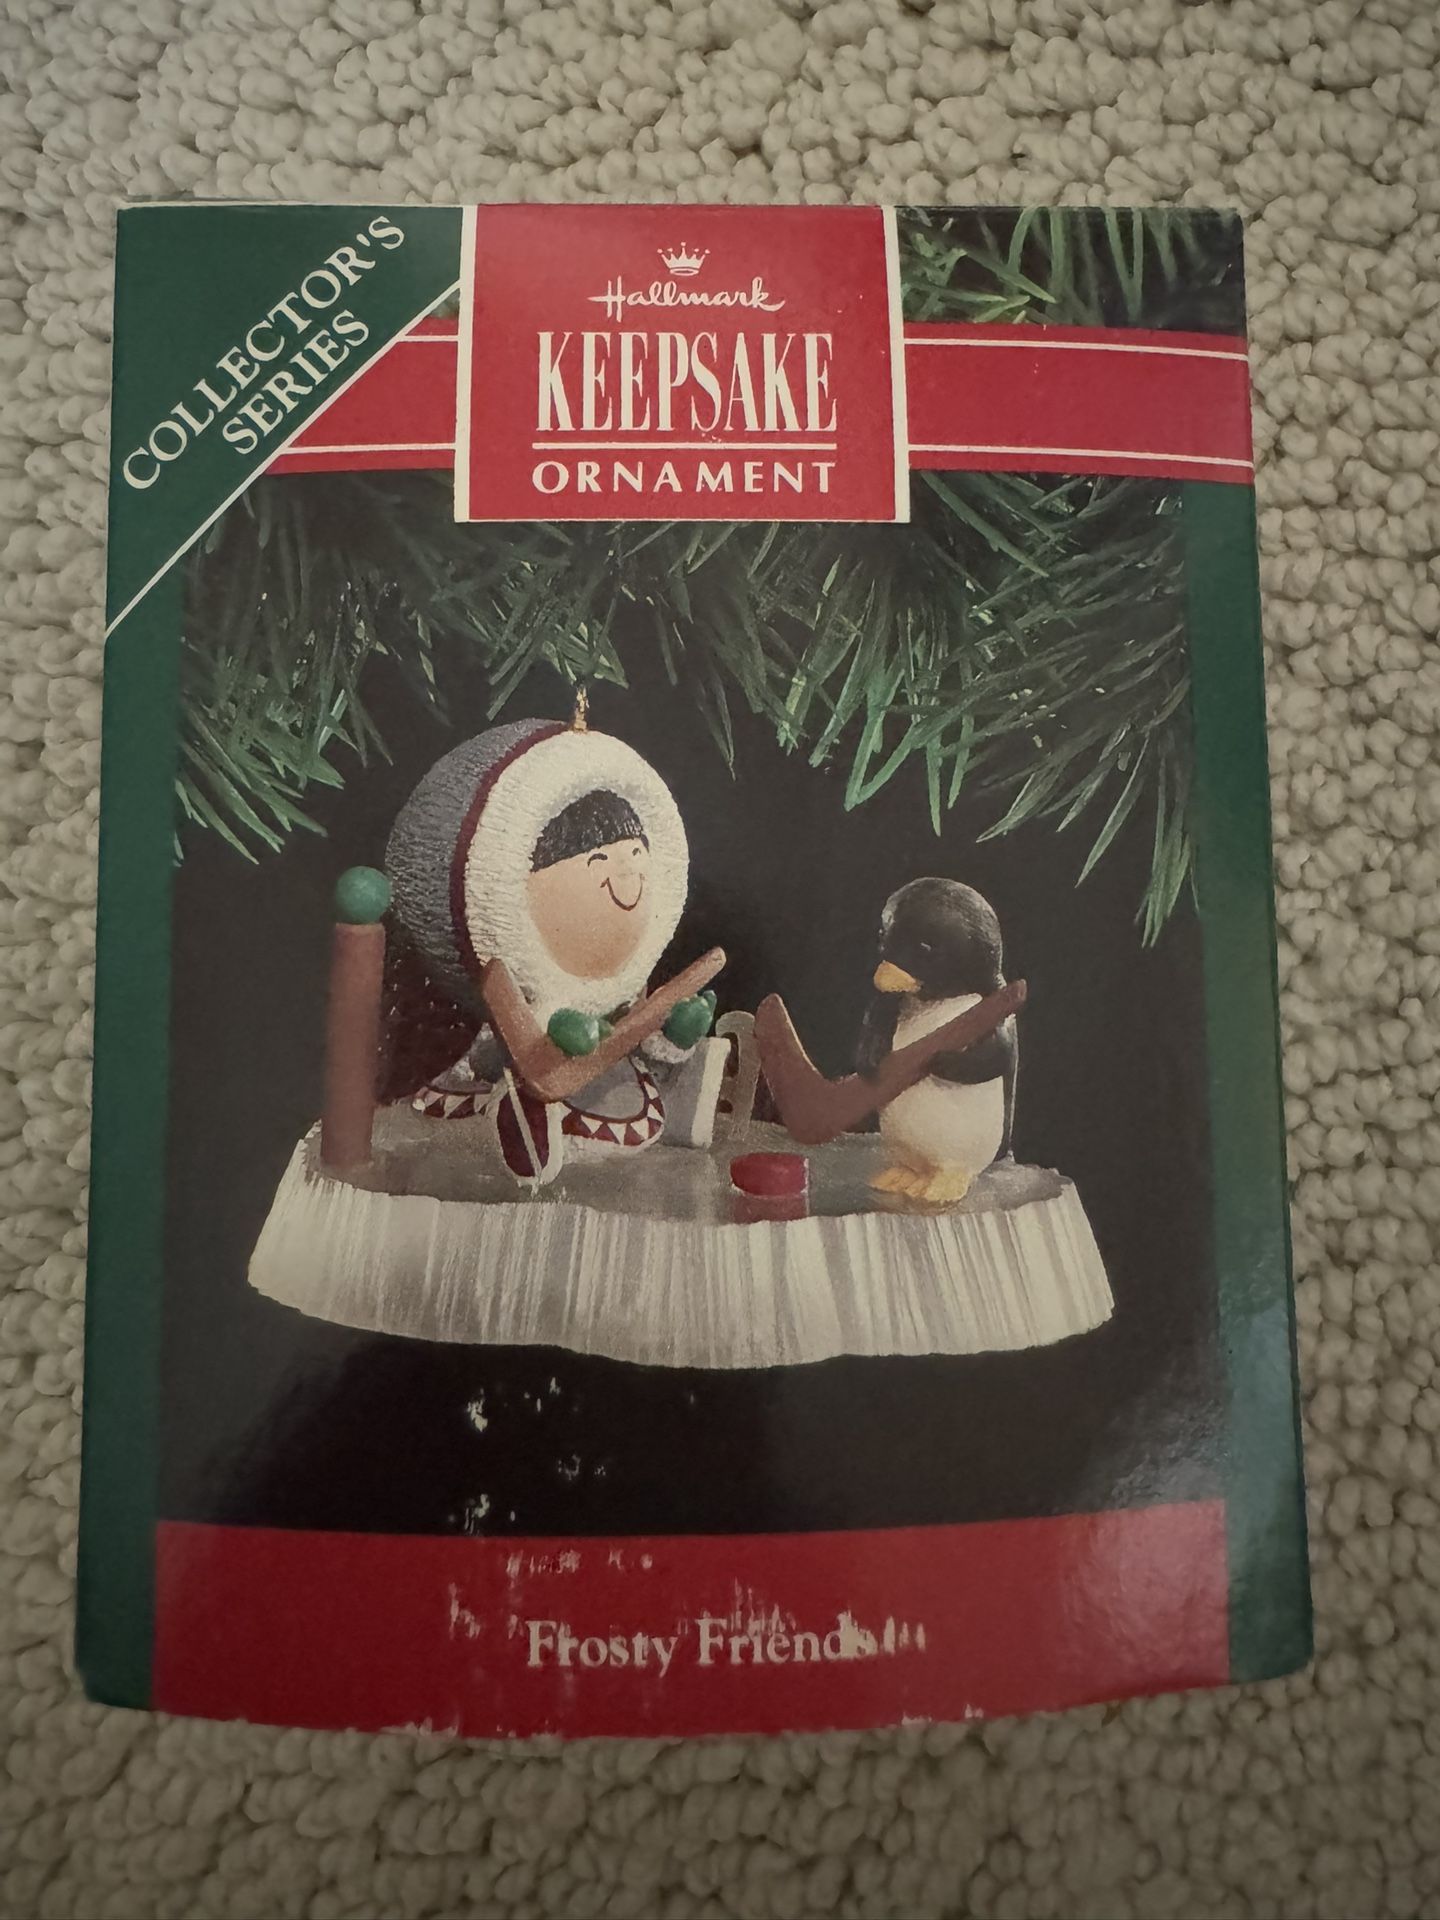 COLLECTOR'S
SERIES
Hallmark
KEEPSAKE
ORNAMENT
Frosty Friends